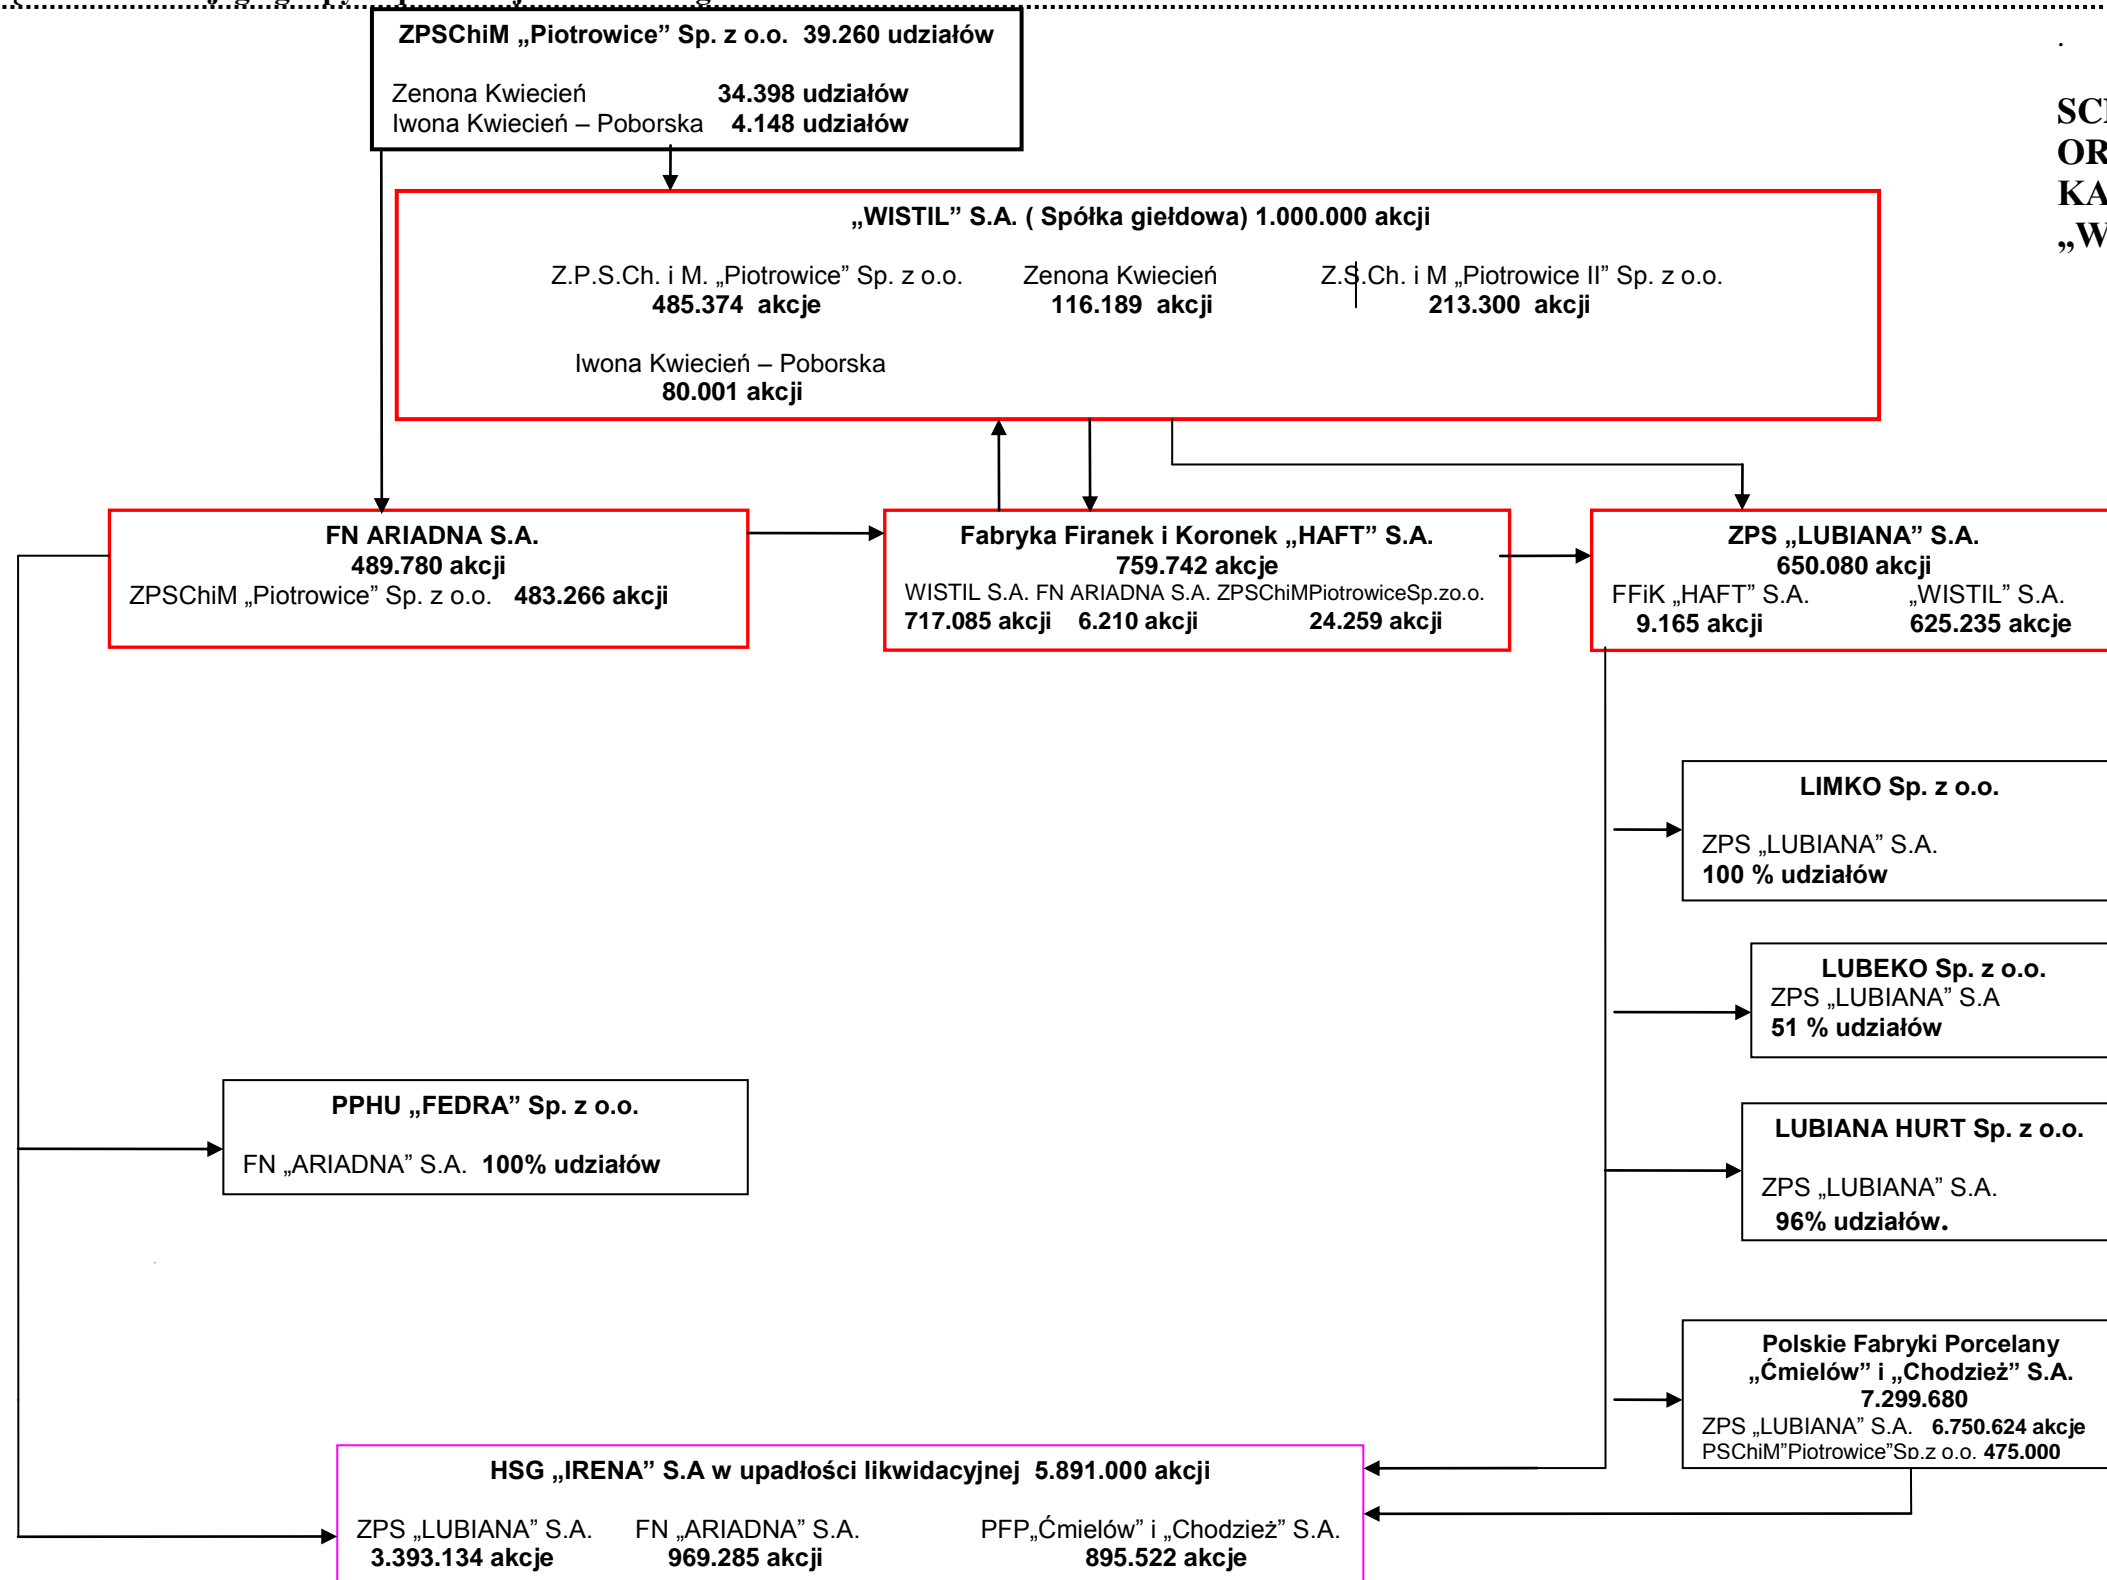 ZPSChiM „Piotrowice” Sp. z o.o. 39.260 udziałów
Zenona Kwiecień 34.398 udziałów
Iwona Kwiecień – Poborska 4.148 udziałów
.
„WISTIL” S.A. ( Spółka giełdowa) 1.000.000 akcji
Z.P.S.Ch. i M. „Piotrowice” Sp. z o.o. Zenona Kwiecień Z.S.Ch. i M „Piotrowice II” Sp. z o.o.
485.374 akcje 116.189 akcji 213.300 akcji
Iwona Kwiecień – Poborska
80.001 akcji
FN ARIADNA S.A.
489.780 akcji
ZPSChiM „Piotrowice” Sp. z o.o. 483.266 akcji
Fabryka Firanek i Koronek „HAFT” S.A.
759.742 akcje
WISTIL S.A. FN ARIADNA S.A. ZPSChiMPiotrowiceSp.zo.o.
717.085 akcji 6.210 akcji 24.259 akcji
ZPS „LUBIANA” S.A.
650.080 akcji
FFiK „HAFT” S.A. „WISTIL” S.A.
9.165 akcji 625.235 akcje
LIMKO Sp. z o.o.
ZPS „LUBIANA” S.A.
100 % udziałów
LUBEKO Sp. z o.o.
ZPS „LUBIANA” S.A
51 % udziałów
PPHU „FEDRA” Sp. z o.o.
FN „ARIADNA” S.A. 100% udziałów
LUBIANA HURT Sp. z o.o.
ZPS „LUBIANA” S.A.
96% udziałów.
Polskie Fabryki Porcelany
„Ćmielów” i „Chodzież” S.A.
7.299.680
ZPS „LUBIANA” S.A. 6.750.624 akcje
PSChiM”Piotrowice”Sp.z o.o. 475.000
HSG „IRENA” S.A w upadłości likwidacyjnej 5.891.000 akcji
ZPS „LUBIANA” S.A. FN „ARIADNA” S.A. PFP„Ćmielów” i „Chodzież” S.A.
3.393.134 akcje 969.285 akcji 895.522 akcje